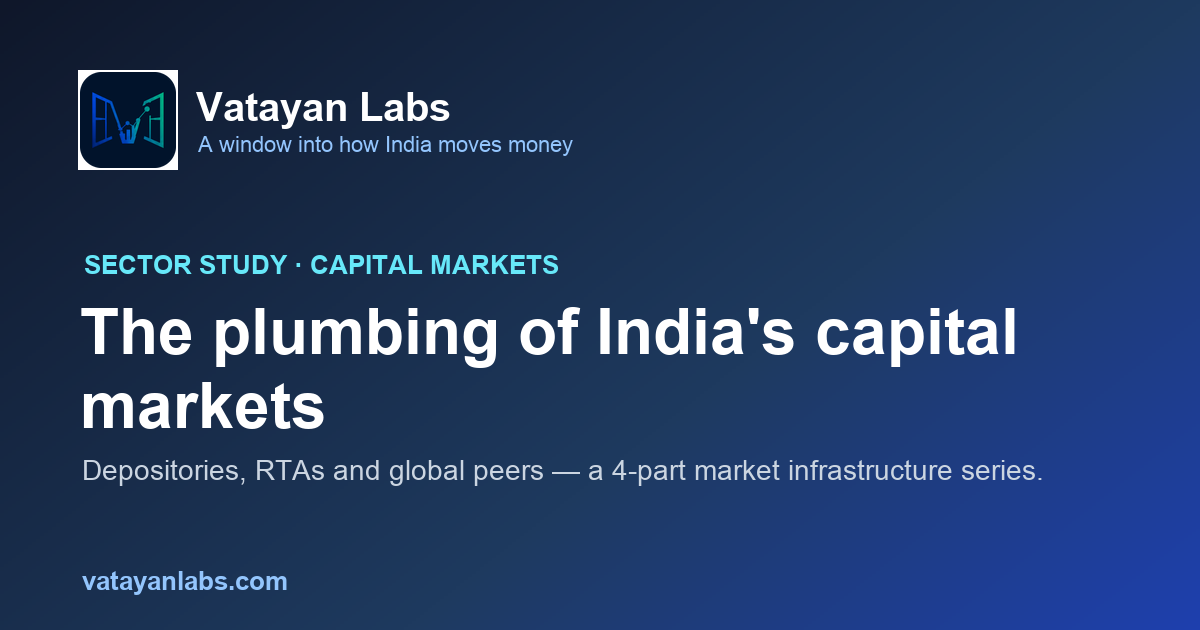 Vatayan Labs
A window into how India moves money
SECTOR STUDY · CAPITAL MARKETS
The plumbing of India's capital
markets
Depositories, RTAs and global peers — a 4-part market infrastructure series.
vatayanlabs.com